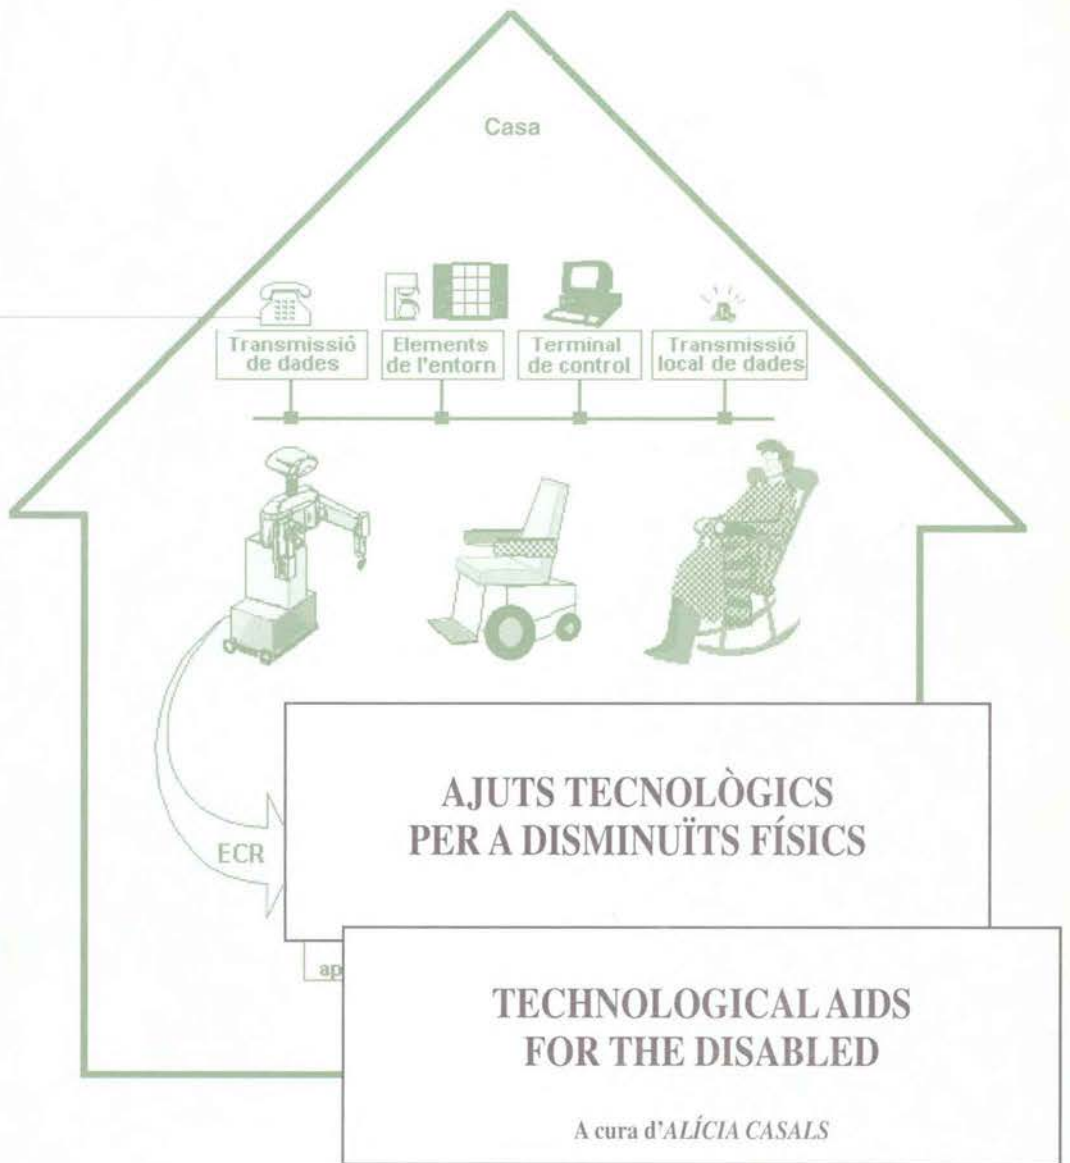 Casa
Transmissió
de dades
Elements
de l'entorn
Terminal
de control
Transmissió
local de dades
ECR
AJUTS TECNOLÒGICS
PER A DISMINUÏTS FÍSICS
ap
TECHNOLOGICAL AIDS
FOR THE DISABLED
A cura d'ALÍCIA CASALS